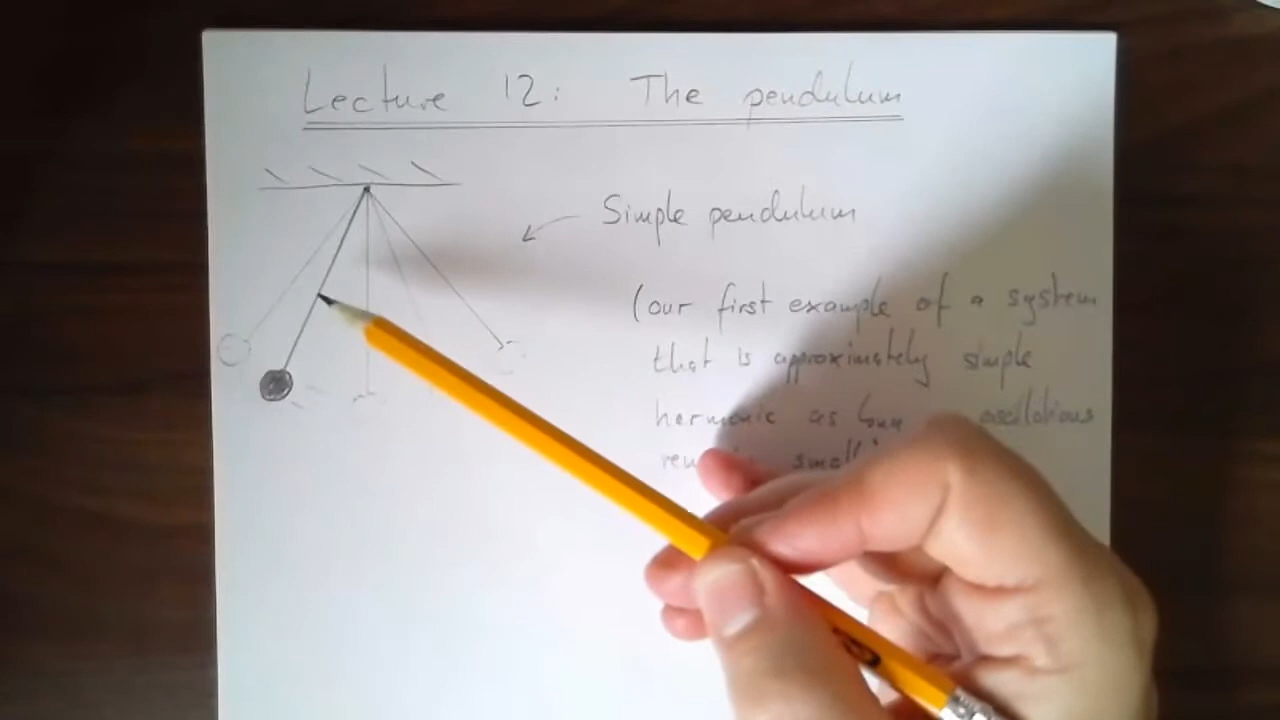 Lecture 12: The pendulum
Simple pendulum
(our first example of a system
that is approximately simple
harmonic as oscillations
small